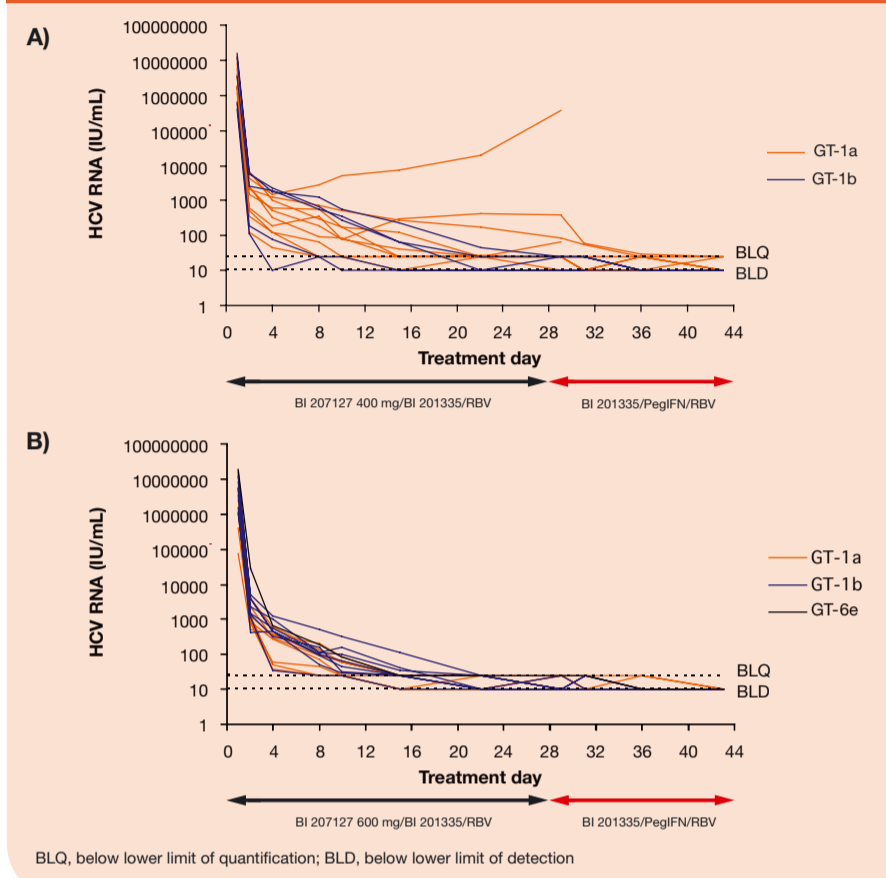 A)
HCV RNA (IU/mL)
100000000
10000000
1000000
100000
10000
1000
100
10
1
GT-1a
GT-1b
BLQ
BLD
0 4 8 12 16 20 24 28 32 36 40 44
Treatment day
BI 207127 400 mg/BI 201335/RBV BI 201335/PegIFN/RBV
B)
HCV RNA (IU/mL)
100000000
10000000
1000000
100000
10000
1000
100
10
1
GT-1a
GT-1b
GT-6e
BLQ
BLD
0 4 8 12 16 20 24 28 32 36 40 44
Treatment day
BI 207127 600 mg/BI 201335/RBV BI 201335/PegIFN/RBV
BLQ, below lower limit of quantification; BLD, below lower limit of detection